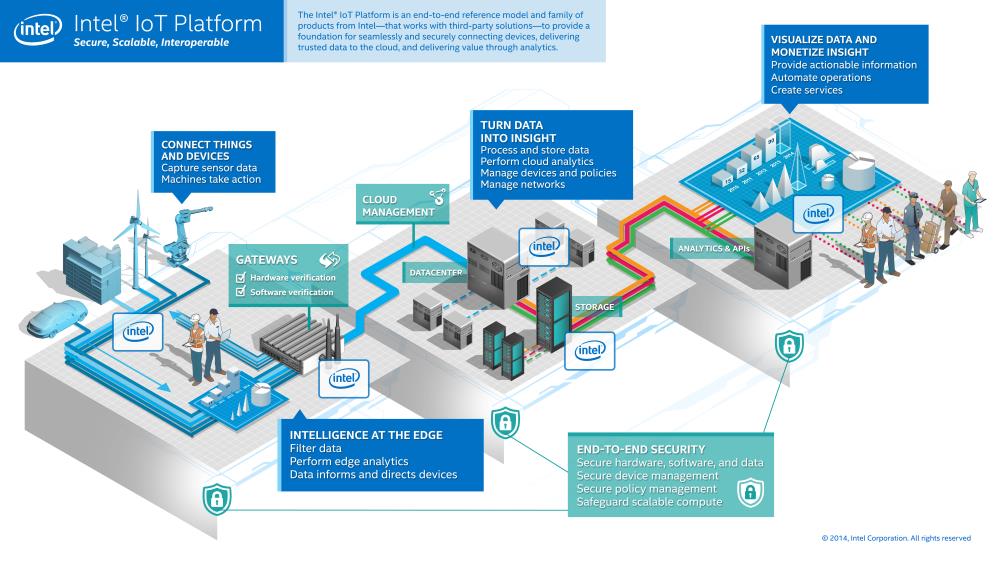 intel
Intel® IoT Platform
Secure, Scalable, Interoperable
The Intel® IoT Platform is an end-to-end reference model and family of
products from Intel—that works with third-party solutions—to provide a
foundation for seamlessly and securely connecting devices, delivering
trusted data to the cloud, and delivering value through analytics.
VISUALIZE DATA AND
MONETIZE INSIGHT
Provide actionable information
Automate operations
Create services
TURN DATA
INTO INSIGHT
Process and store data
Perform cloud analytics
Manage devices and policies
Manage networks
CONNECT THINGS
AND DEVICES
Capture sensor data
Machines take action
CLOUD
MANAGEMENT
GATEWAYS
Hardware verification
Software verification
DATACENTER
intel
STORAGE
intel
ANALYTICS & APIs
intel
2010 2011 2012 2013 2014
intel
intel
INTELLIGENCE AT THE EDGE
Filter data
Perform edge analytics
Data informs and directs devices
END-TO-END SECURITY
Secure hardware, software, and data
Secure device management
Secure policy management
Safeguard scalable compute
© 2014, Intel Corporation. All rights reserved